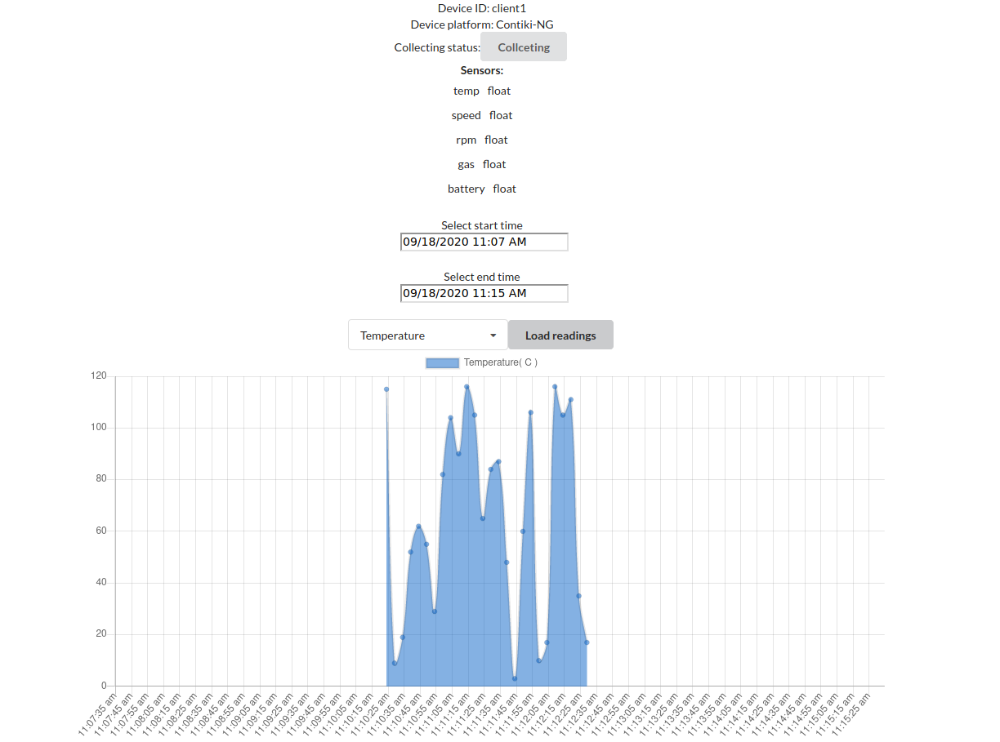 Device ID: client1
Device platform: Contiki-NG
Collecting status: Collceting
Sensors:
temp float
speed float
rpm float
gas float
battery float
Select start time
09/18/2020 11:07 AM
Select end time
09/18/2020 11:15 AM
Temperature Load readings
Temperature( C )
120
100
80
60
40
20
0
11:07:35 am
11:07:45 am
11:07:55 am
11:08:05 am
11:08:15 am
11:08:25 am
11:08:35 am
11:08:45 am
11:08:55 am
11:09:05 am
11:09:15 am
11:09:25 am
11:09:35 am
11:09:45 am
11:09:55 am
11:10:05 am
11:10:15 am
11:10:25 am
11:10:35 am
11:10:45 am
11:10:55 am
11:11:05 am
11:11:15 am
11:11:25 am
11:11:35 am
11:11:45 am
11:11:55 am
11:12:05 am
11:12:15 am
11:12:25 am
11:12:35 am
11:12:45 am
11:12:55 am
11:13:05 am
11:13:15 am
11:13:25 am
11:13:35 am
11:13:45 am
11:13:55 am
11:14:05 am
11:14:15 am
11:14:25 am
11:14:35 am
11:14:45 am
11:14:55 am
11:15:05 am
11:15:15 am
11:15:25 am